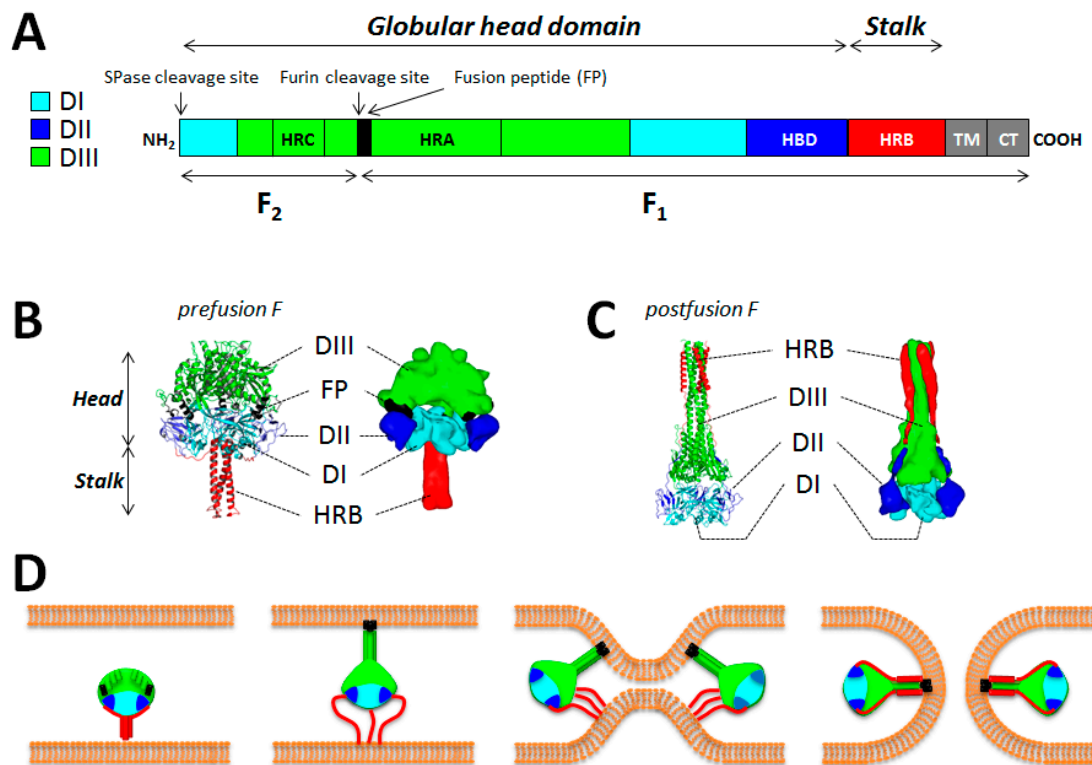 A
Globular head domain
Stalk
SPase cleavage site
Furin cleavage site
Fusion peptide (FP)
DI
DII
DIII
NH2
HRC
HRA
HBD
HRB
TM
CT
COOH
F2
F1
B
prefusion F
C
postfusion F
Head
Stalk
DIII
FP
DII
DI
HRB
HRB
DIII
DII
DI
D